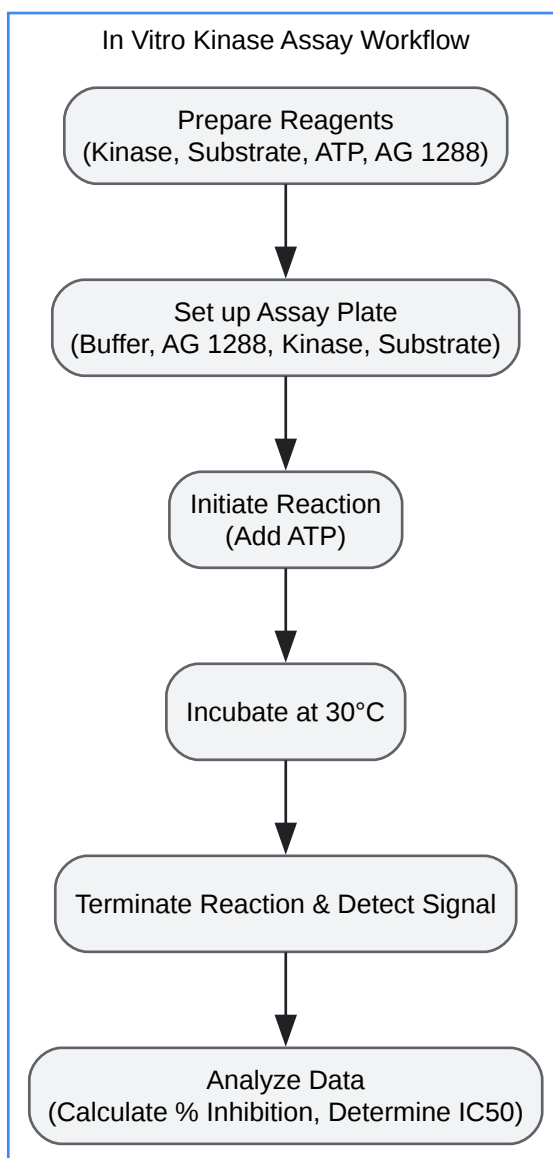 In Vitro Kinase Assay Workflow
Prepare Reagents
(Kinase, Substrate, ATP, AG 1288)
Set up Assay Plate
(Buffer, AG 1288, Kinase, Substrate)
Initiate Reaction
(Add ATP)
Incubate at 30°C
Terminate Reaction & Detect Signal
Analyze Data
(Calculate % Inhibition, Determine IC50)